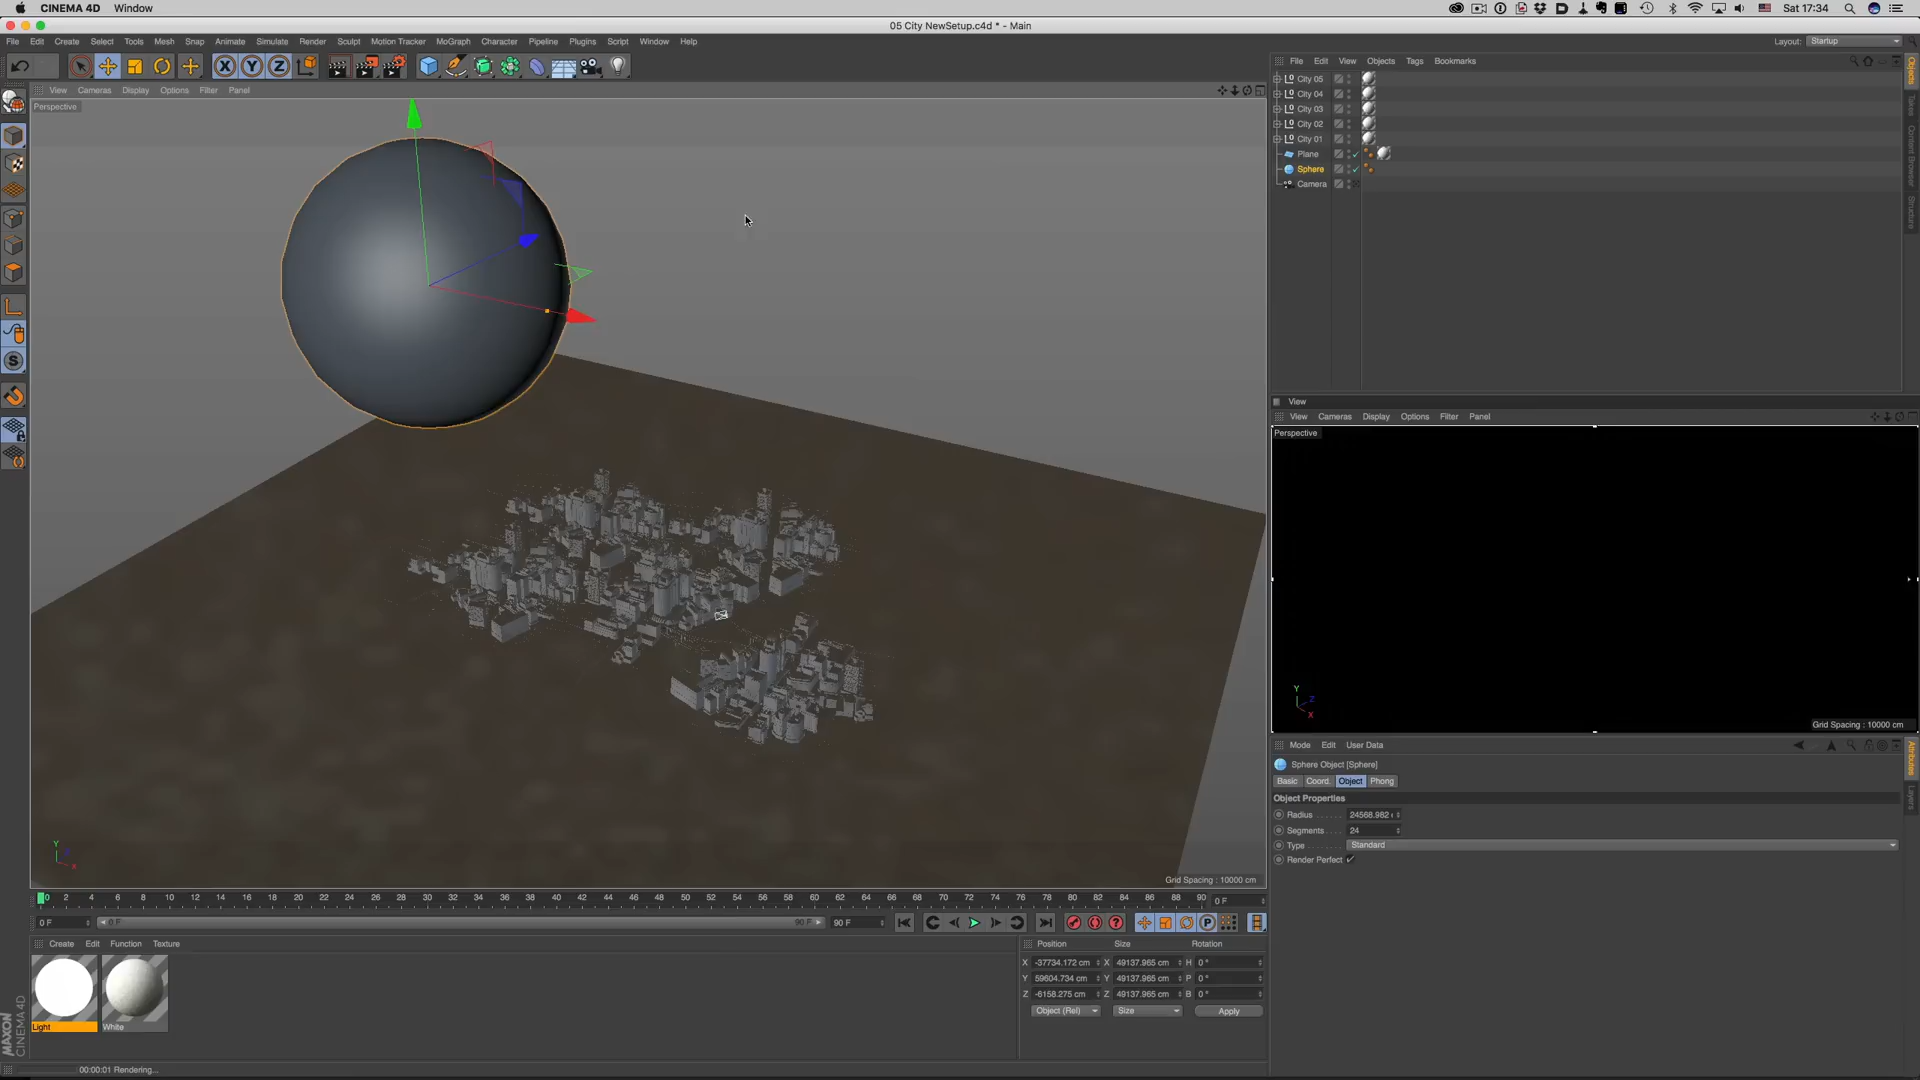 CINEMA 4D Window
Sat 17:34
05 City NewSetup.c4d * - Main
File Edit Create Select Tools Mesh Snap Animate Simulate Render Sculpt Motion Tracker MoGraph Character Pipeline Plugins Script Window Help
Layout: Startup
View Cameras Display Options Filter Panel
Perspective
File Edit View Objects Tags Bookmarks
City 05
City 04
City 03
City 02
City 01
Plane
Sphere
Camera
Objects
Takes
Content Browser
Structure
View
View Cameras Display Options Filter Panel
Perspective
Y
Z
X
Grid Spacing : 10000 cm
Mode Edit User Data
Sphere Object [Sphere]
Basic Coord. Object Phong
Object Properties
Radius 24568.982
Segments 24
Type Standard
Render Perfect
Attributes
Layers
Y
X
Grid Spacing : 10000 cm
0 2 4 6 8 10 12 14 16 18 20 22 24 26 28 30 32 34 36 38 40 42 44 46 48 50 52 54 56 58 60 62 64 66 68 70 72 74 76 78 80 82 84 86 88 90 0 F
0 F 0 F 90 F 90 F
Create Edit Function Texture
Light White
Position Size Rotation
X -37734.172 cm X 49137.965 cm H 0 °
Y 59604.734 cm Y 49137.965 cm P 0 °
Z -6158.275 cm Z 49137.965 cm B 0 °
Object (Rel) Size Apply
MAXON
CINEMA 4D
00:00:01 Rendering...